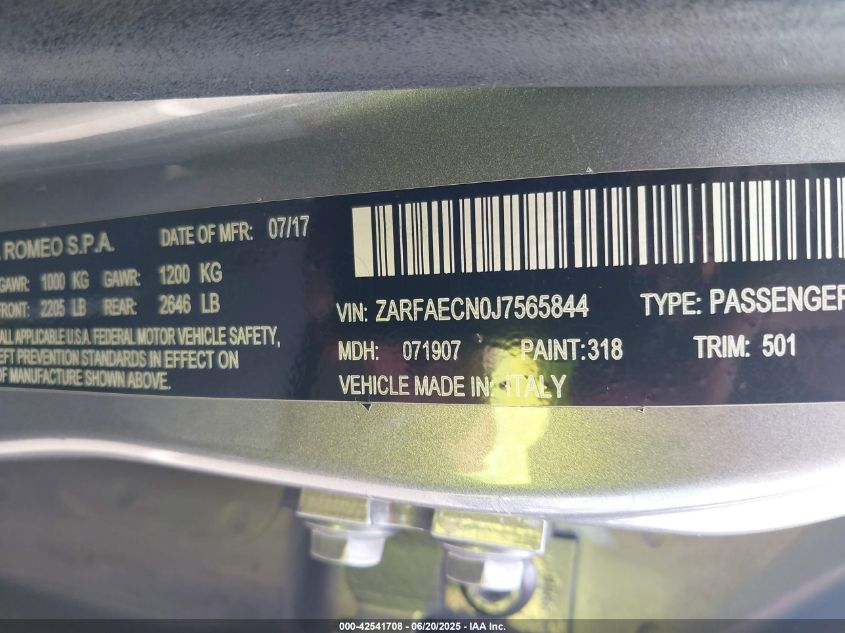 ROMEO S.P.A. DATE OF MFR: 07/17
GAWR: 1000 KG GAWR: 1200 KG
FRONT: 2205 LB REAR: 2646 LB
ALL APPLICABLE U.S.A. FEDERAL MOTOR VEHICLE SAFETY,
THEFT PREVENTION STANDARDS IN EFFECT ON
OF MANUFACTURE SHOWN ABOVE.
VIN: ZARFAECN0J7565844 TYPE: PASSENGER
MDH: 071907 PAINT:318 TRIM: 501
VEHICLE MADE IN: ITALY
000-42541708 - 06/20/2025 - IAA Inc.